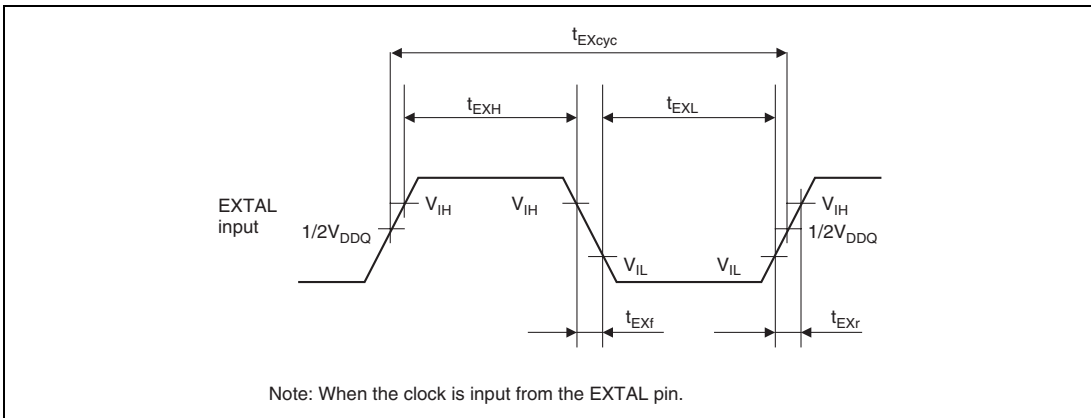 tEXcyc
tEXH
tEXL
EXTAL
input
VIH
VIH
VIH
1/2VDDQ
1/2VDDQ
VIL
VIL
tEXf
tEXr
Note: When the clock is input from the EXTAL pin.